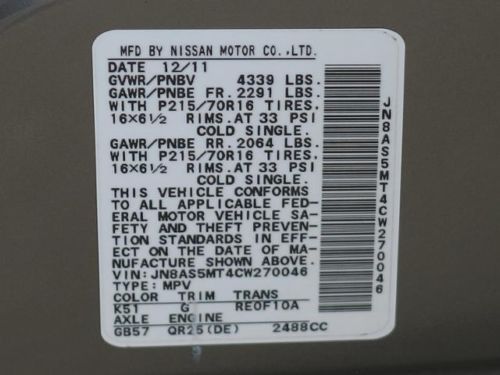 MFD BY NISSAN MOTOR CO.,LTD.
DATE 12/11
GVWR/PNBV 4339 LBS.
GAWR/PNBE FR. 2291 LBS.
WITH P215/70R16 TIRES.
16×6½ RIMS.AT 33 PSI
COLD SINGLE.
GAWR/PNBE RR. 2064 LBS.
WITH P215/70R16 TIRES.
16×6½ RIMS.AT 33 PSI
COLD SINGLE.
THIS VEHICLE CONFORMS
TO ALL APPLICABLE FED-
ERAL MOTOR VEHICLE SA-
FETY AND THEFT PREVEN-
TION STANDARDS IN EFF-
ECT ON THE DATE OF MA-
NUFACTURE SHOWN ABOVE.
VIN:JN8AS5MT4CW270046
TYPE:MPV
COLOR TRIM TRANS
K51 G RE0F10A
AXLE ENGINE
GB57 QR25(DE) 2488CC
JN8AS5MT4CW270046